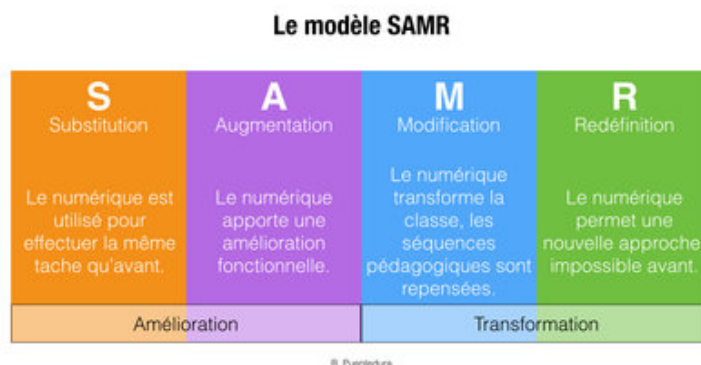 Le modèle SAMR
S
Substitution
Le numérique est
utilisé pour
effectuer la même
tache qu'avant.
A
Augmentation
Le numérique
apporte une
amélioration
fonctionnelle.
M
Modification
Le numérique
transforme la
classe, les
séquences
pédagogiques sont
repensées.
R
Redéfinition
Le numérique
permet une
nouvelle approche
impossible avant.
Amélioration
Transformation
R. Puentedura